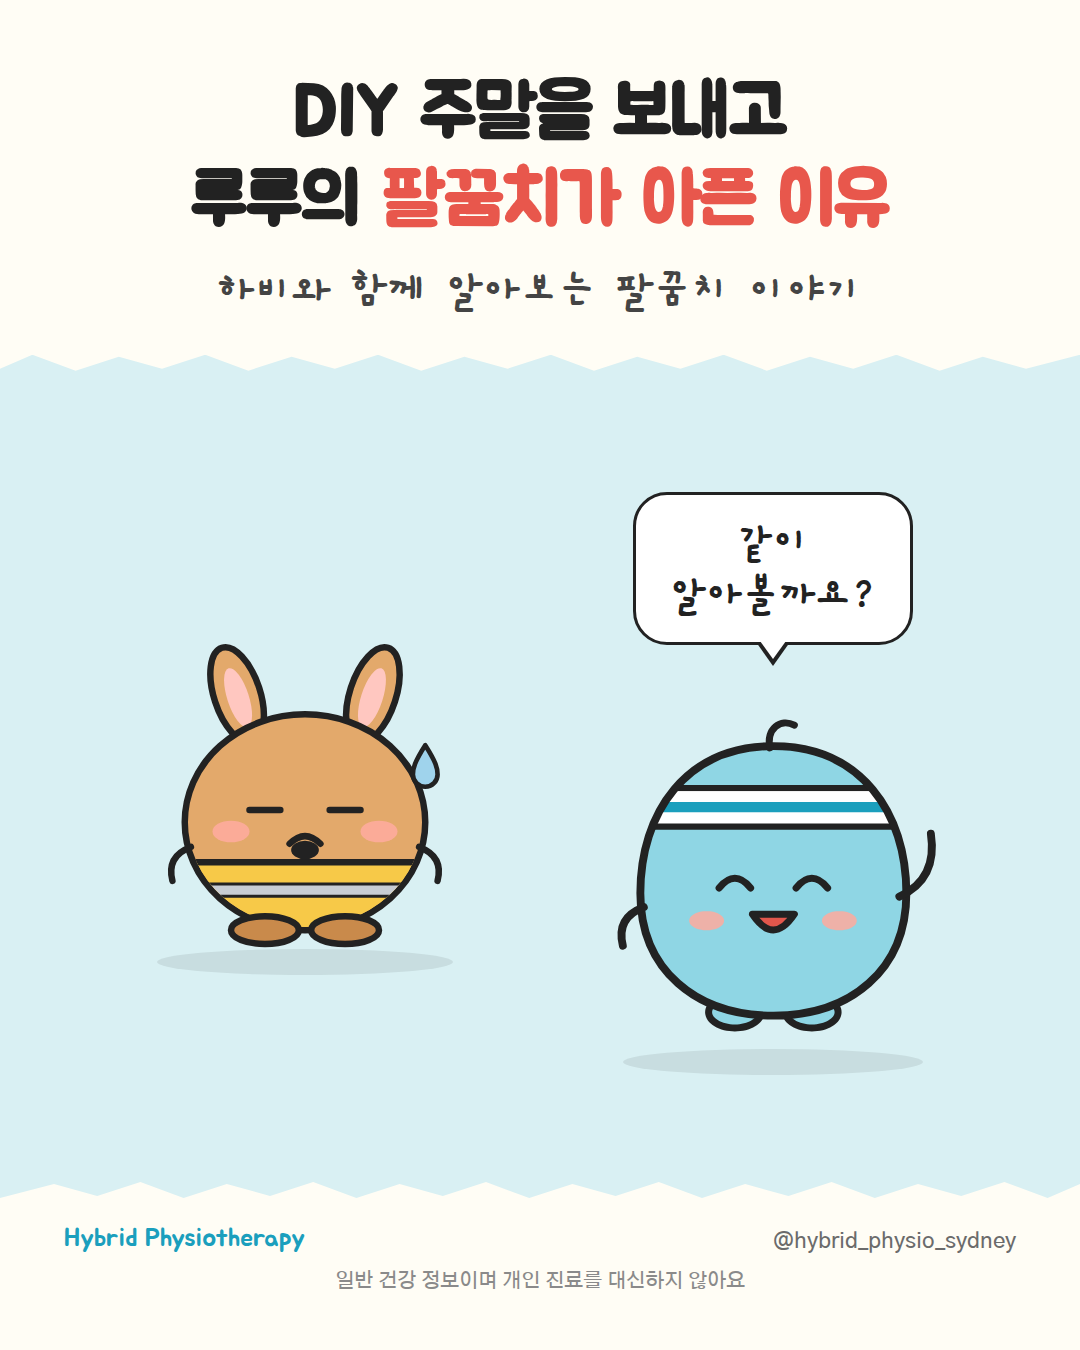 DIY 주말을 보내고
루루의 팔꿈치가 아픈 이유
하비와 함께 알아보는 팔꿈치 이야기
같이
알아볼까요?
Hybrid Physiotherapy
@hybrid_physio_sydney
일반 건강 정보이며 개인 진료를 대신하지 않아요